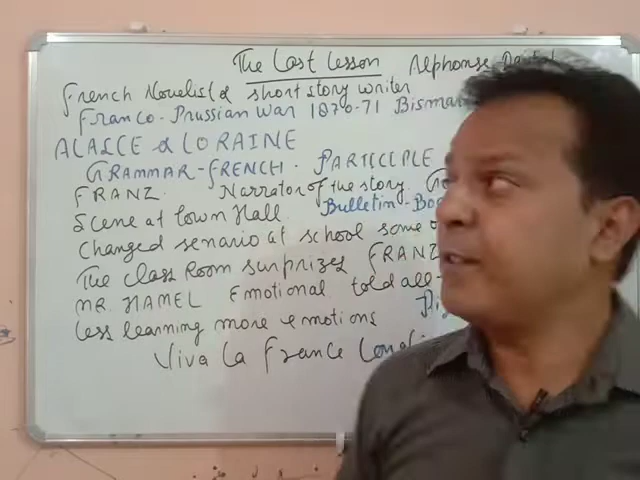 The Last Lesson Alphonse
French Novelist & short story writer
Franco-Prussian War 1870-71 Bismar
ALASCE & LORAINE
GRAMMAR-FRENCH. PARTICIPLE
FRANZ. Narrator of the story.
Scene at Town Hall. Bulletin-Bo
Changed senario at school some
The Class Room surprizes FRANZ
MR. HAMEL Emotional told all
less learning more emotions
Viva La France